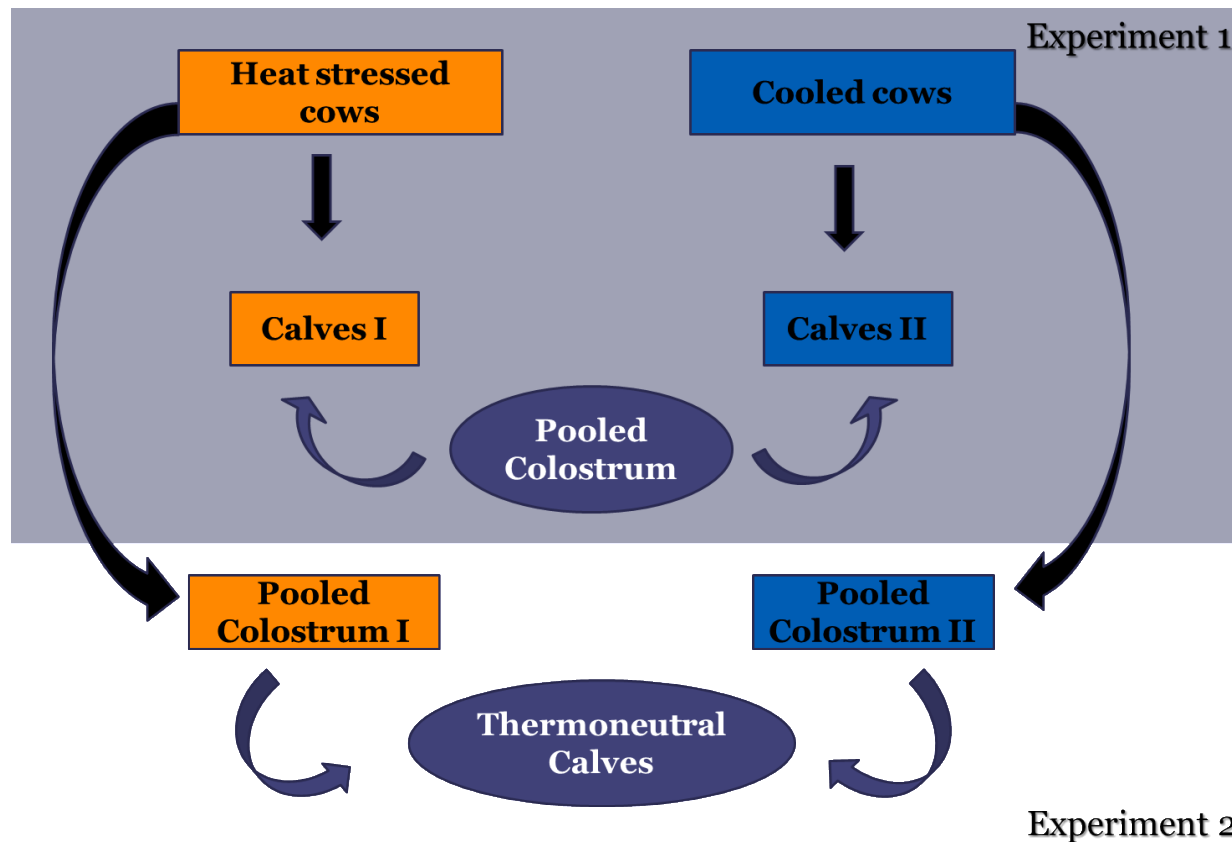 Experiment 1
Heat stressed
cows
Cooled cows
Calves I
Calves II
Pooled
Colostrum
Pooled
Colostrum I
Pooled
Colostrum II
Thermoneutral
Calves
Experiment 2